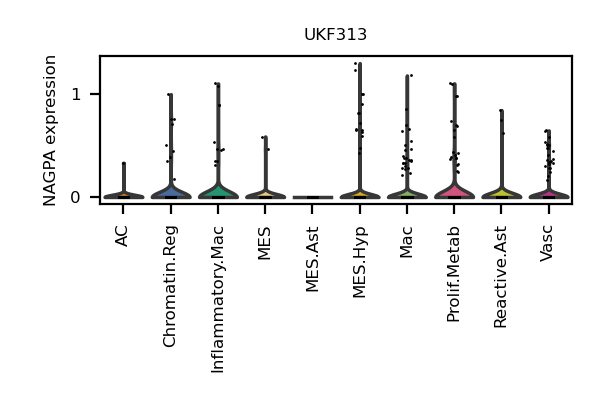 UKF313
NAGPA expression
1
0
AC
Chromatin.Reg
Inflammatory.Mac
MES
MES.Ast
MES.Hyp
Mac
Prolif.Metab
Reactive.Ast
Vasc